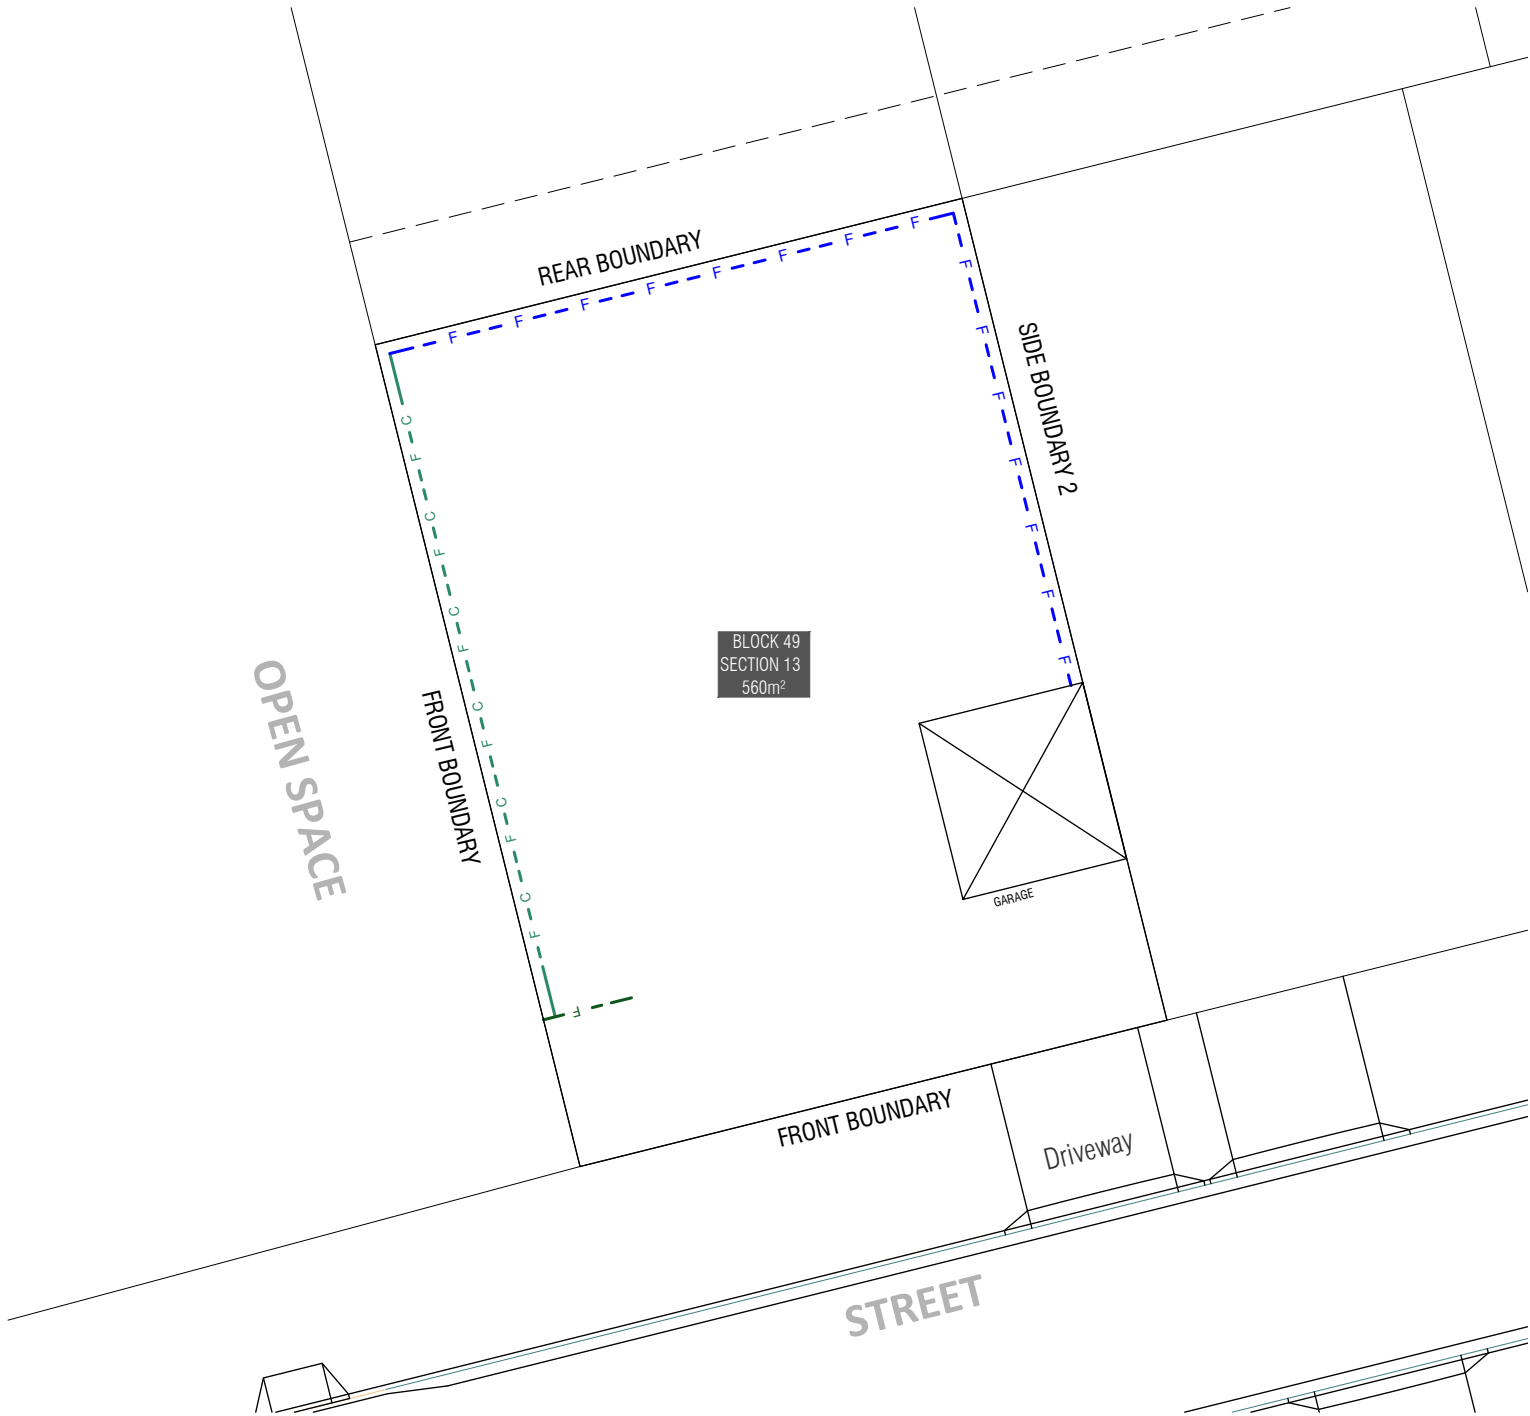 REAR BOUNDARY
F F F F F F F F
F F F F F F F
SIDE BOUNDARY 2
C F C F C F C F C F C F
BLOCK 49
SECTION 13
560m²
OPEN SPACE
FRONT BOUNDARY
GARAGE
F
FRONT BOUNDARY
Driveway
STREET